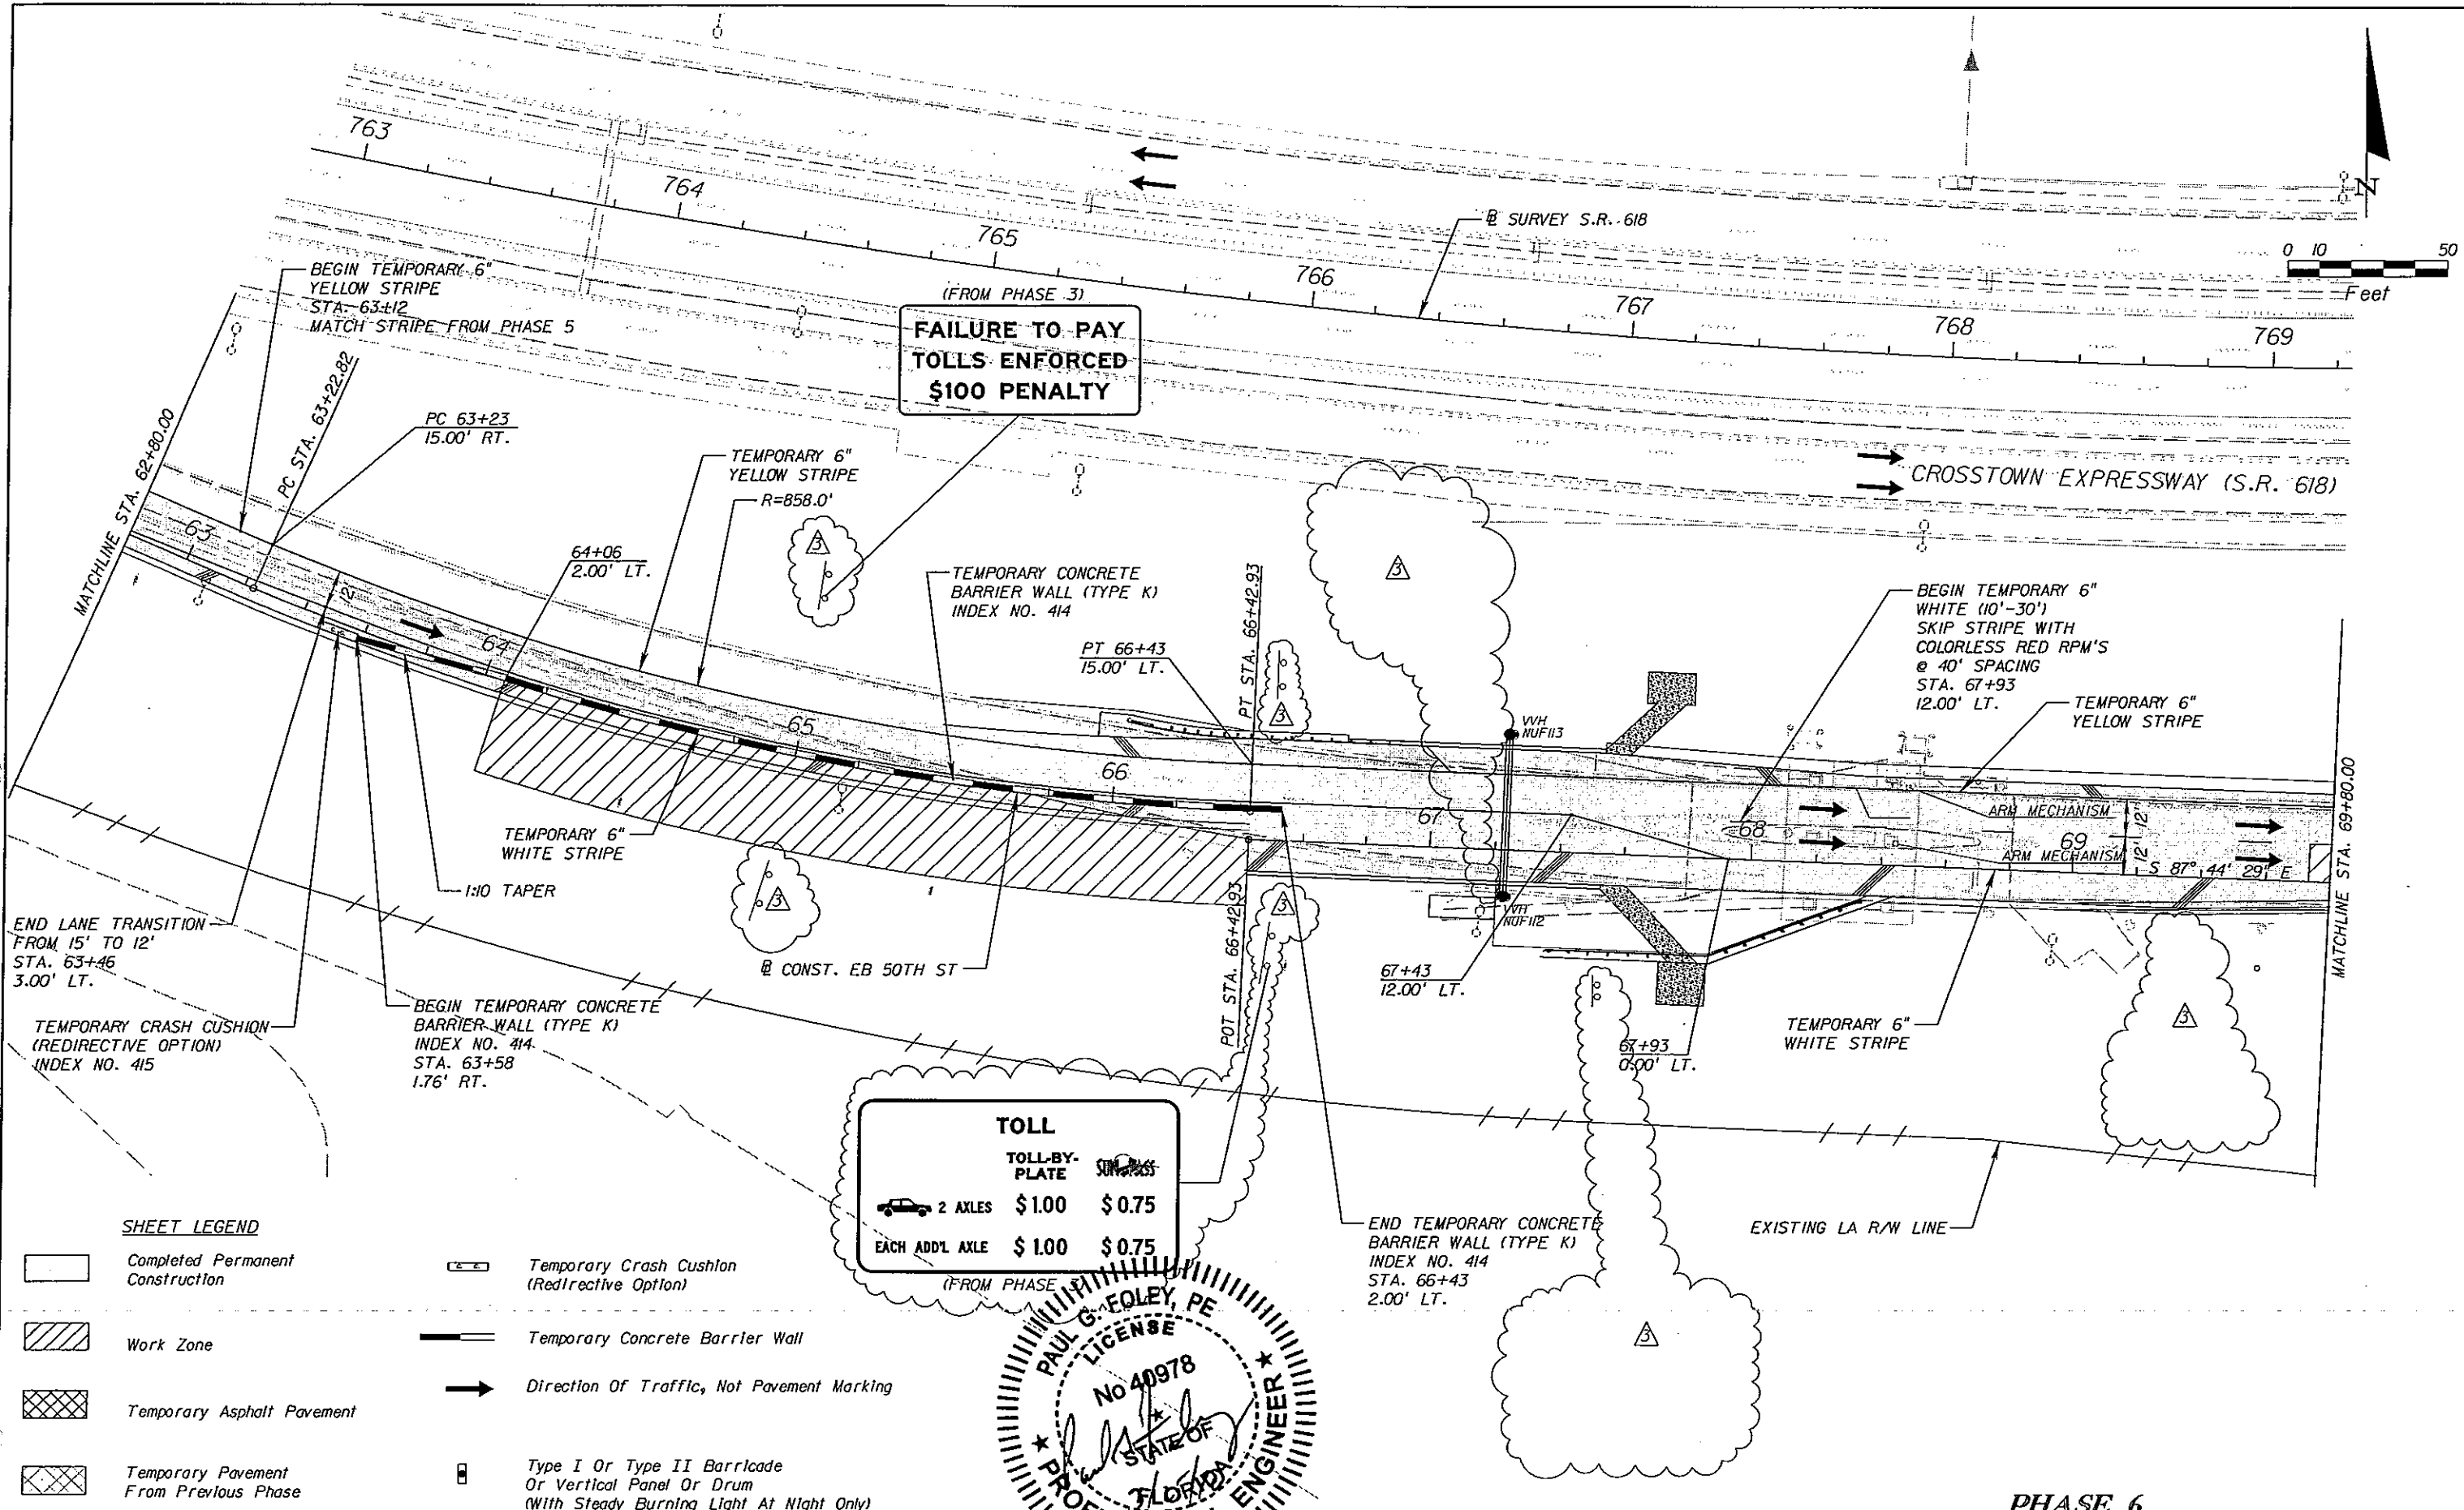 763
764
765
766
767
768
769
℄ SURVEY S.R. 618
N
0 10 50
Feet
BEGIN TEMPORARY 6"
YELLOW STRIPE
STA. 63+12
MATCH STRIPE FROM PHASE 5
(FROM PHASE 3)
FAILURE TO PAY
TOLLS ENFORCED
$100 PENALTY
MATCHLINE STA. 62+80.00
PC STA. 63+22.82
PC 63+23
15.00' RT.
TEMPORARY 6"
YELLOW STRIPE
R=858.0'
CROSSTOWN EXPRESSWAY (S.R. 618)
63
12'
64
65
66
67
68
69
64+06
2.00' LT.
3
TEMPORARY CONCRETE
BARRIER WALL (TYPE K)
INDEX NO. 414
PT STA. 66+42.93
PT 66+43
15.00' LT.
3
3
BEGIN TEMPORARY 6"
WHITE (10'-30')
SKIP STRIPE WITH
COLORLESS RED RPM'S
@ 40' SPACING
STA. 67+93
12.00' LT.
TEMPORARY 6"
YELLOW STRIPE
VVH
NUF113
VVH
NUF112
ARM MECHANISM
ARM MECHANISM
12'
12'
S 87° 44' 29" E
MATCHLINE STA. 69+80.00
TEMPORARY 6"
WHITE STRIPE
1:10 TAPER
3
3
℄ CONST. EB 50TH ST
POT STA. 66+42.93
67+43
12.00' LT.
67+93
0.00' LT.
TEMPORARY 6"
WHITE STRIPE
3
END LANE TRANSITION
FROM 15' TO 12'
STA. 63+46
3.00' LT.
TEMPORARY CRASH CUSHION
(REDIRECTIVE OPTION)
INDEX NO. 415
BEGIN TEMPORARY CONCRETE
BARRIER WALL (TYPE K)
INDEX NO. 414
STA. 63+58
1.76' RT.
TOLL
TOLL-BY-
PLATE
2 AXLES $1.00 $0.75
EACH ADD'L AXLE $1.00 $0.75
(FROM PHASE
END TEMPORARY CONCRETE
BARRIER WALL (TYPE K)
INDEX NO. 414
STA. 66+43
2.00' LT.
EXISTING LA R/W LINE
3
SHEET LEGEND
Completed Permanent
Construction
Work Zone
Temporary Asphalt Pavement
Temporary Pavement
From Previous Phase
Temporary Crash Cushion
(Redirective Option)
Temporary Concrete Barrier Wall
Direction Of Traffic, Not Pavement Marking
Type I Or Type II Barricade
Or Vertical Panel Or Drum
(With Steady Burning Light At Night Only)
PAUL G. FOLEY, PE
LICENSE
No 40978
STATE OF
FLORIDA
ENGINEER
PHASE 6